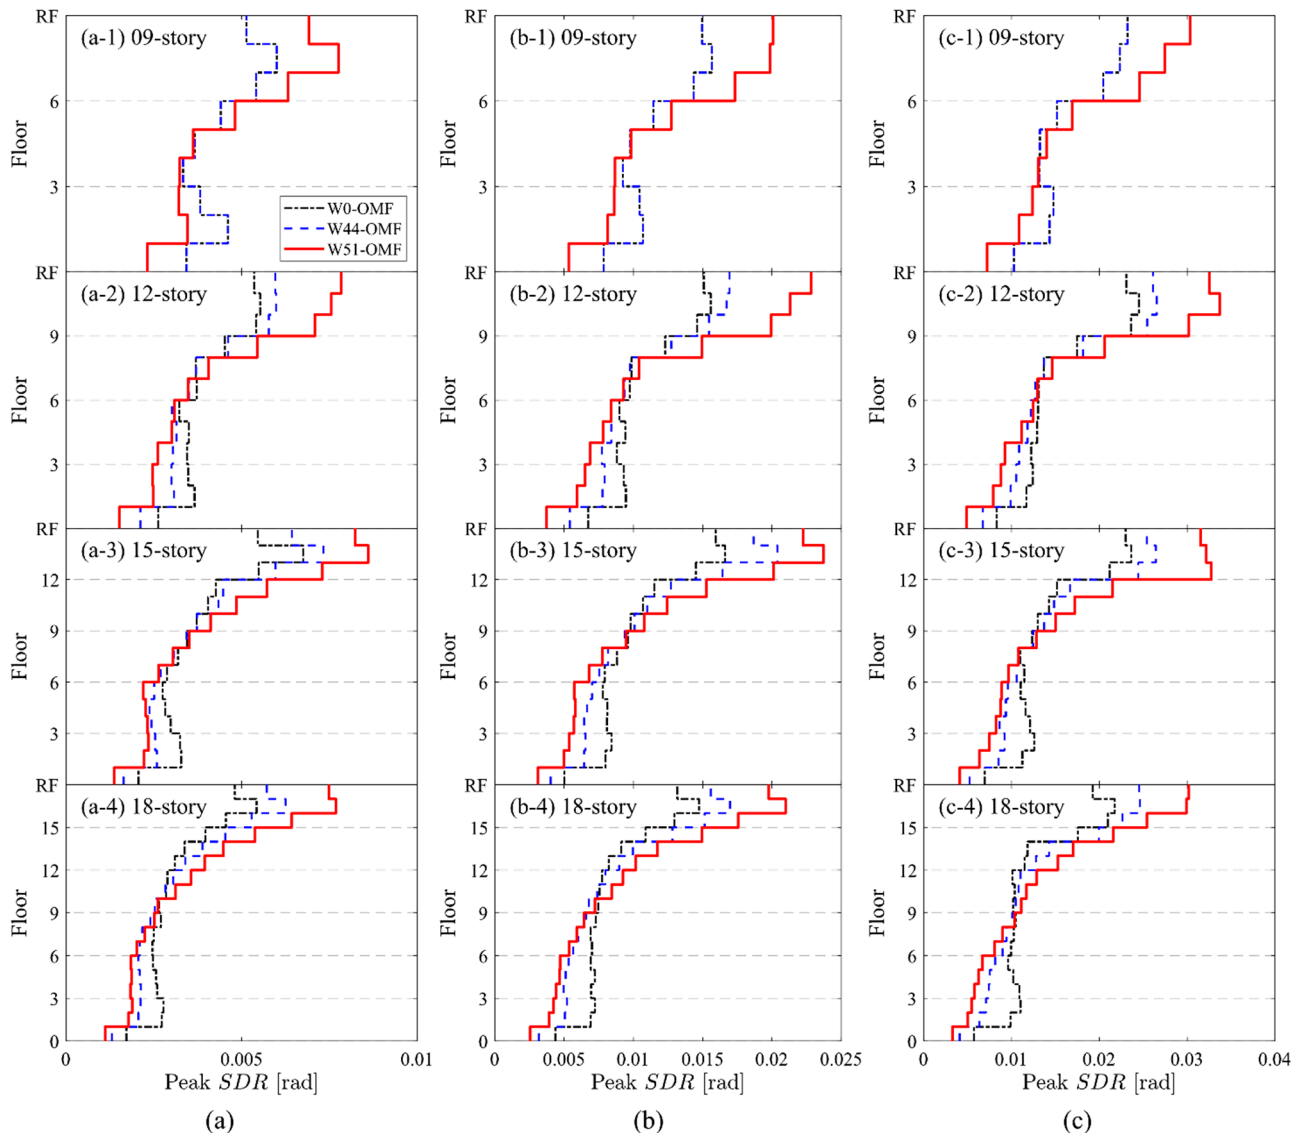 RF
(a-1) 09-story
6
Floor
3
W0-OMF
W44-OMF
W51-OMF
RF
(a-2) 12-story
9
6
Floor
3
RF
(a-3) 15-story
12
9
Floor
6
3
RF
(a-4) 18-story
15
12
9
Floor
6
3
0
0 0.005 0.01
Peak SDR [rad]
(a)
RF
(b-1) 09-story
6
Floor
3
RF
(b-2) 12-story
9
6
Floor
3
RF
(b-3) 15-story
12
9
Floor
6
3
RF
(b-4) 18-story
15
12
9
Floor
6
3
0
0 0.005 0.01 0.015 0.02 0.025
Peak SDR [rad]
(b)
RF
(c-1) 09-story
6
Floor
3
RF
(c-2) 12-story
9
6
Floor
3
RF
(c-3) 15-story
12
9
Floor
6
3
RF
(c-4) 18-story
15
12
9
Floor
6
3
0
0 0.01 0.02 0.03 0.04
Peak SDR [rad]
(c)